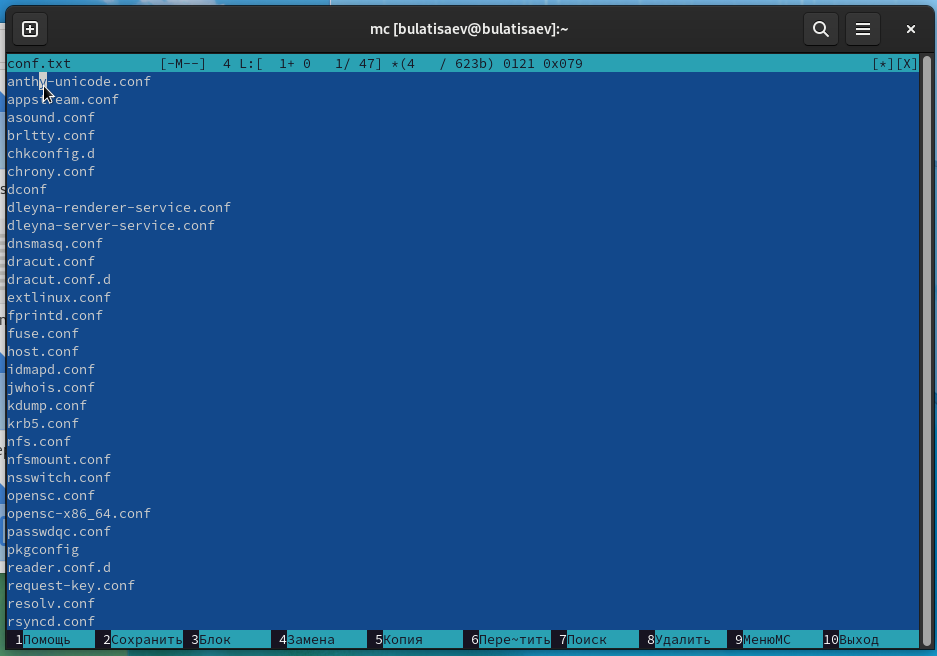 mc [bulatisaev@bulatisaev]:~
conf.txt [-M--] 4 L:[ 1+ 0 1/ 47] *(4 / 623b) 0121 0x079 [*][X]
anthy-unicode.conf
appstream.conf
asound.conf
brltty.conf
chkconfig.d
chrony.conf
dconf
dleyna-renderer-service.conf
dleyna-server-service.conf
dnsmasq.conf
dracut.conf
dracut.conf.d
extlinux.conf
fprintd.conf
fuse.conf
host.conf
idmapd.conf
jwhois.conf
kdump.conf
krb5.conf
nfs.conf
nfsmount.conf
nsswitch.conf
opensc.conf
opensc-x86_64.conf
passwdqc.conf
pkgconfig
reader.conf.d
request-key.conf
resolv.conf
rsyncd.conf
1Помощь 2Сохранить 3Блок 4Замена 5Копия 6Пере~тить 7Поиск 8Удалить 9МенюMC 10Выход